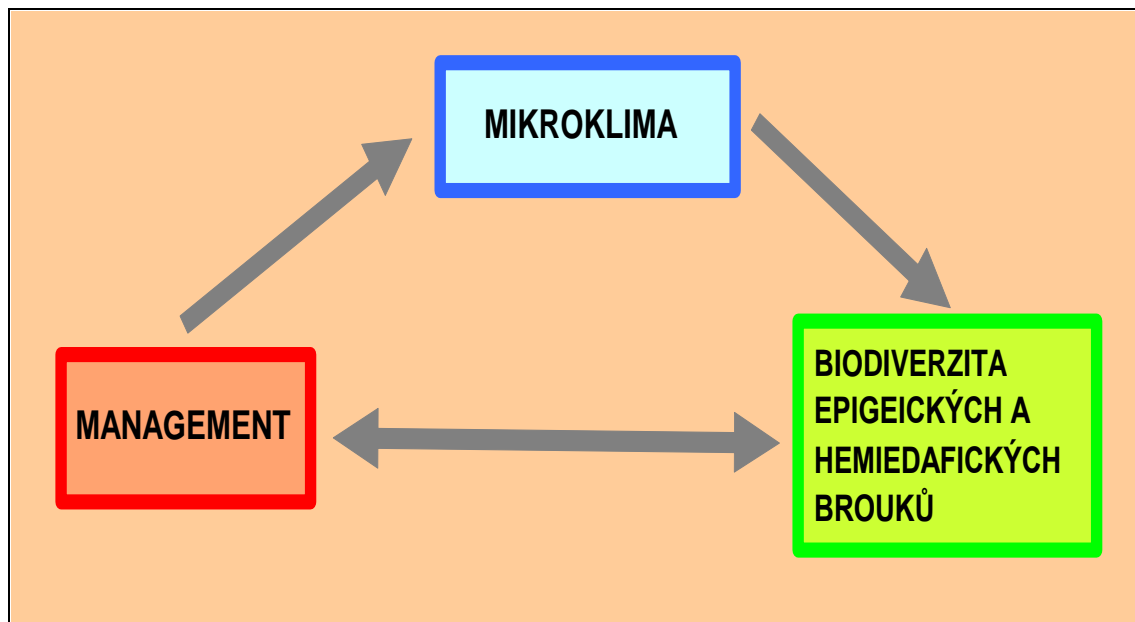 MIKROKLIMA
MANAGEMENT
BIODIVERZITA
EPIGEICKÝCH A
HEMIEDAFICKÝCH
BROUKŮ